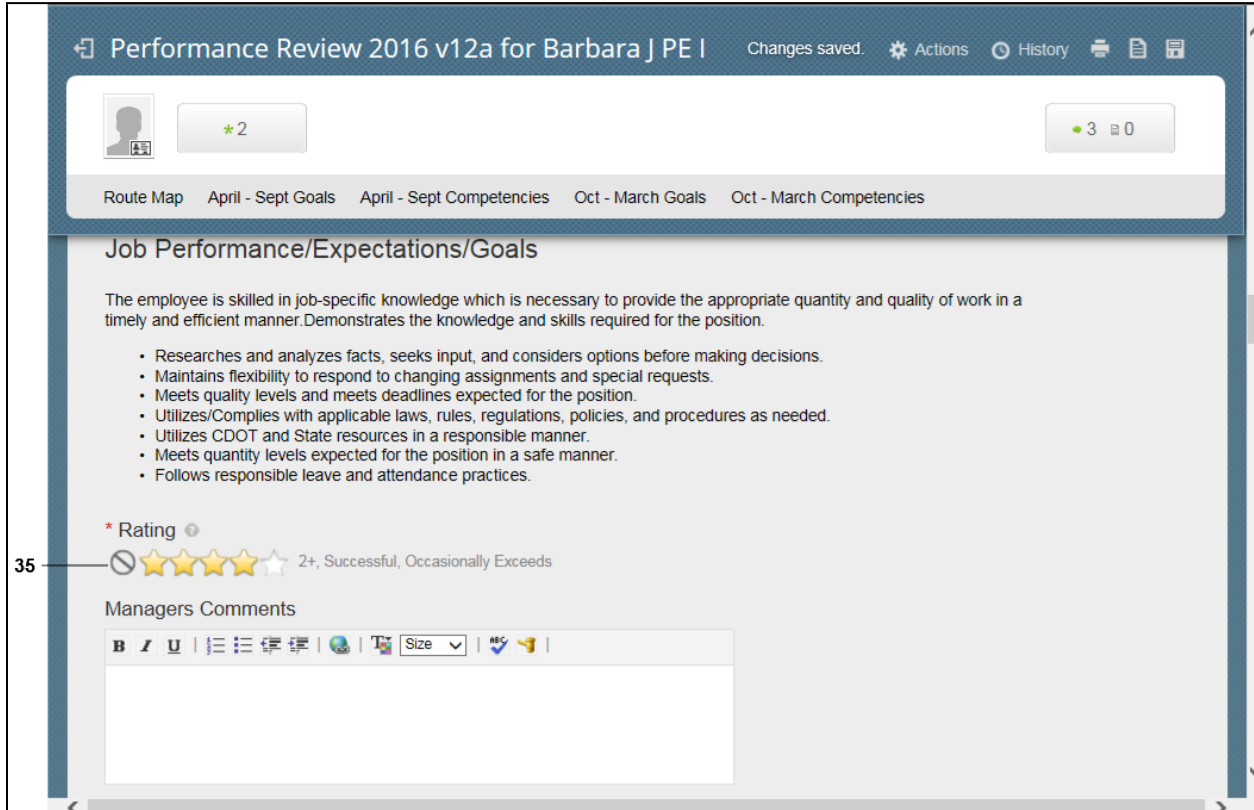 Performance Review 2016 v12a for Barbara J PE I Changes saved. Actions History
* 2
3 0
Route Map April - Sept Goals April - Sept Competencies Oct - March Goals Oct - March Competencies
Job Performance/Expectations/Goals
The employee is skilled in job-specific knowledge which is necessary to provide the appropriate quantity and quality of work in a
timely and efficient manner.Demonstrates the knowledge and skills required for the position.
• Researches and analyzes facts, seeks input, and considers options before making decisions.
• Maintains flexibility to respond to changing assignments and special requests.
• Meets quality levels and meets deadlines expected for the position.
• Utilizes/Complies with applicable laws, rules, regulations, policies, and procedures as needed.
• Utilizes CDOT and State resources in a responsible manner.
• Meets quantity levels expected for the position in a safe manner.
• Follows responsible leave and attendance practices.
* Rating ?
35 2+, Successful, Occasionally Exceeds
Managers Comments
B I U | | | T Size | ABC |